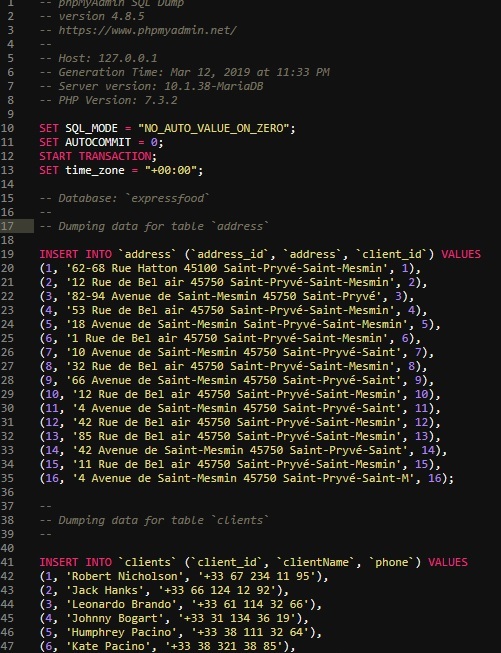 1 -- phpMyAdmin SQL Dump
2 -- version 4.8.5
3 -- https://www.phpmyadmin.net/
4 --
5 -- Host: 127.0.0.1
6 -- Generation Time: Mar 12, 2019 at 11:33 PM
7 -- Server version: 10.1.38-MariaDB
8 -- PHP Version: 7.3.2
9
10 SET SQL_MODE = "NO_AUTO_VALUE_ON_ZERO";
11 SET AUTOCOMMIT = 0;
12 START TRANSACTION;
13 SET time_zone = "+00:00";
14
15 -- Database: `expressfood`
16 --
17 -- Dumping data for table `address`
18
19 INSERT INTO `address` (`address_id`, `address`, `client_id`) VALUES
20 (1, '62-68 Rue Hatton 45100 Saint-Pryvé-Saint-Mesmin', 1),
21 (2, '12 Rue de Bel air 45750 Saint-Pryvé-Saint-Mesmin', 2),
22 (3, '82-94 Avenue de Saint-Mesmin 45750 Saint-Pryvé', 3),
23 (4, '53 Rue de Bel air 45750 Saint-Pryvé-Saint-Mesmin', 4),
24 (5, '18 Avenue de Saint-Mesmin Saint-Pryvé-Saint-Mesmin', 5),
25 (6, '1 Rue de Bel air 45750 Saint-Pryvé-Saint-Mesmin', 6),
26 (7, '10 Avenue de Saint-Mesmin 45750 Saint-Pryvé-Saint', 7),
27 (8, '32 Rue de Bel air 45750 Saint-Pryvé-Saint-Mesmin', 8),
28 (9, '66 Avenue de Saint-Mesmin 45750 Saint-Pryvé-Saint', 9),
29 (10, '12 Rue de Bel air 45750 Saint-Pryvé-Saint-Mesmin', 10),
30 (11, '4 Avenue de Saint-Mesmin 45750 Saint-Pryvé-Saint', 11),
31 (12, '42 Rue de Bel air 45750 Saint-Pryvé-Saint-Mesmin', 12),
32 (13, '85 Rue de Bel air 45750 Saint-Pryvé-Saint-Mesmin', 13),
33 (14, '42 Avenue de Saint-Mesmin 45750 Saint-Pryvé-Saint', 14),
34 (15, '11 Rue de Bel air 45750 Saint-Pryvé-Saint-Mesmin', 15),
35 (16, '4 Avenue de Saint-Mesmin 45750 Saint-Pryvé-Saint-M', 16);
36
37 --
38 -- Dumping data for table `clients`
39 --
40
41 INSERT INTO `clients` (`client_id`, `clientName`, `phone`) VALUES
42 (1, 'Robert Nicholson', '+33 67 234 11 95'),
43 (2, 'Jack Hanks', '+33 66 124 12 92'),
44 (3, 'Leonardo Brando', '+33 61 114 32 66'),
45 (4, 'Johnny Bogart', '+33 31 134 36 19'),
46 (5, 'Humphrey Pacino', '+33 38 111 32 64'),
47 (6, 'Kate Pacino', '+33 38 321 38 85'),